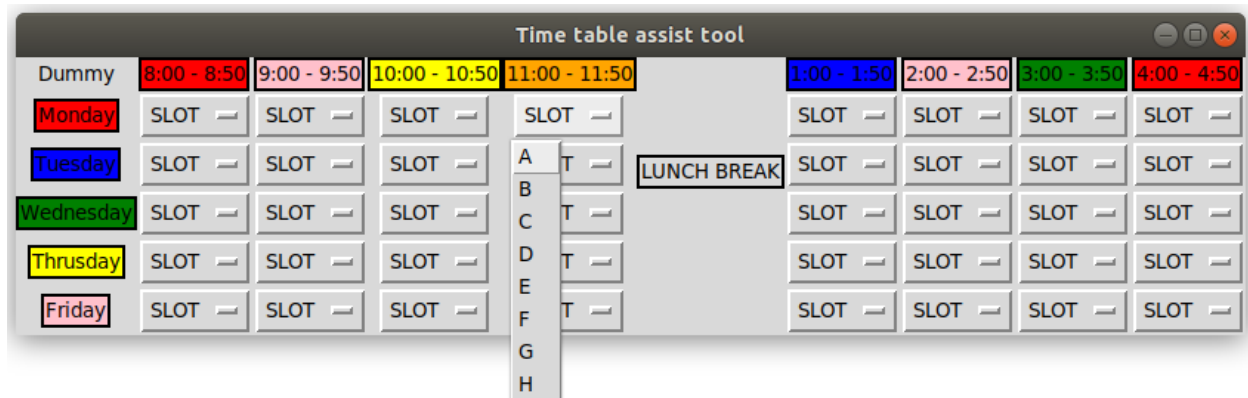 Time table assist tool
Dummy 8:00 - 8:50 9:00 - 9:50 10:00 - 10:50 11:00 - 11:50 1:00 - 1:50 2:00 - 2:50 3:00 - 3:50 4:00 - 4:50
Monday SLOT SLOT SLOT SLOT SLOT SLOT SLOT SLOT
A
Tuesday SLOT SLOT SLOT T LUNCH BREAK SLOT SLOT SLOT SLOT
B
Wednesday SLOT SLOT SLOT T SLOT SLOT SLOT SLOT
C
Thrusday SLOT SLOT SLOT D T SLOT SLOT SLOT SLOT
E
Friday SLOT SLOT SLOT F T SLOT SLOT SLOT SLOT
G
H